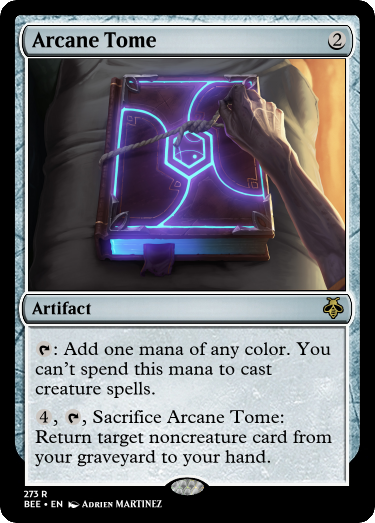 Arcane Tome 2
Artifact
: Add one mana of any color. You
can't spend this mana to cast
creature spells.
4, , Sacrifice Arcane Tome:
Return target noncreature card from
your graveyard to your hand.
273 R
BEE • EN Adrien MARTINEZ